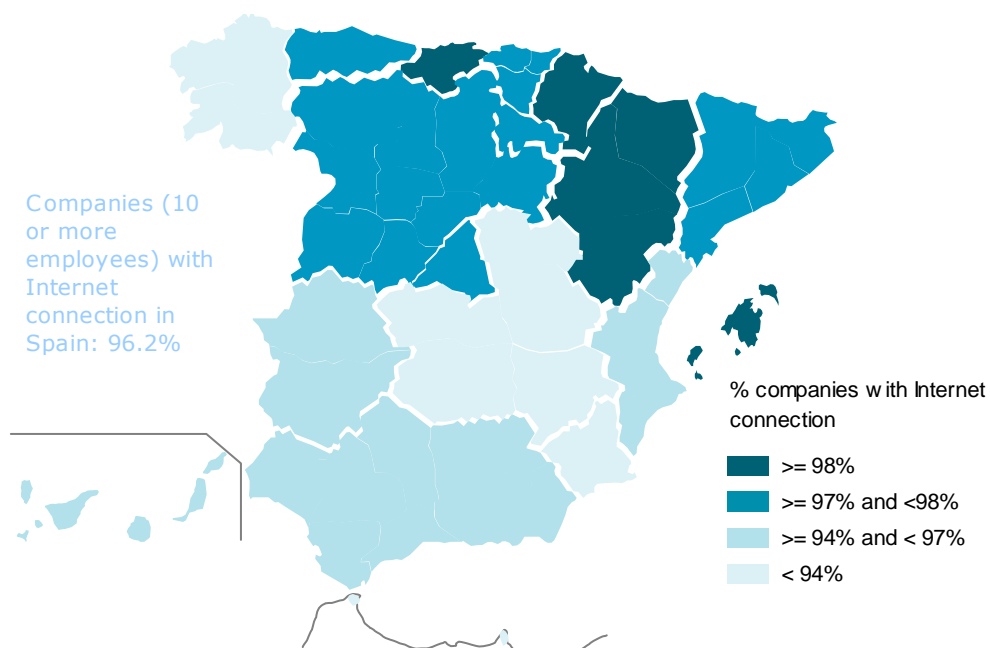 Companies (10
or more
employees) with
Internet
connection in
Spain: 96.2%
% companies with Internet
connection
>= 98%
>= 97% and <98%
>= 94% and < 97%
< 94%